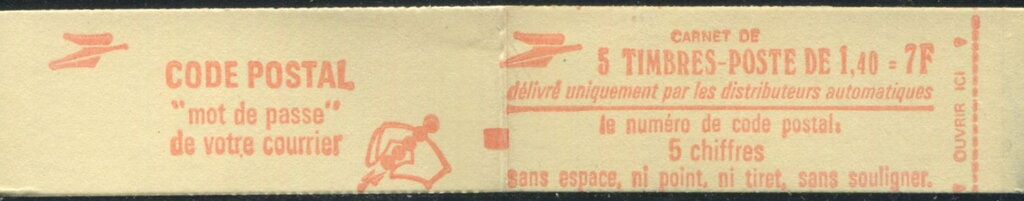 CODE POSTAL
"mot de passe"
de votre courrier
CARNET DE
5 TIMBRES-POSTE DE 1,40 = 7F
délivré uniquement par les distributeurs automatiques
le numéro de code postal:
5 chiffres
sans espace, ni point, ni tiret, sans souligner.
OUVRIR ICI